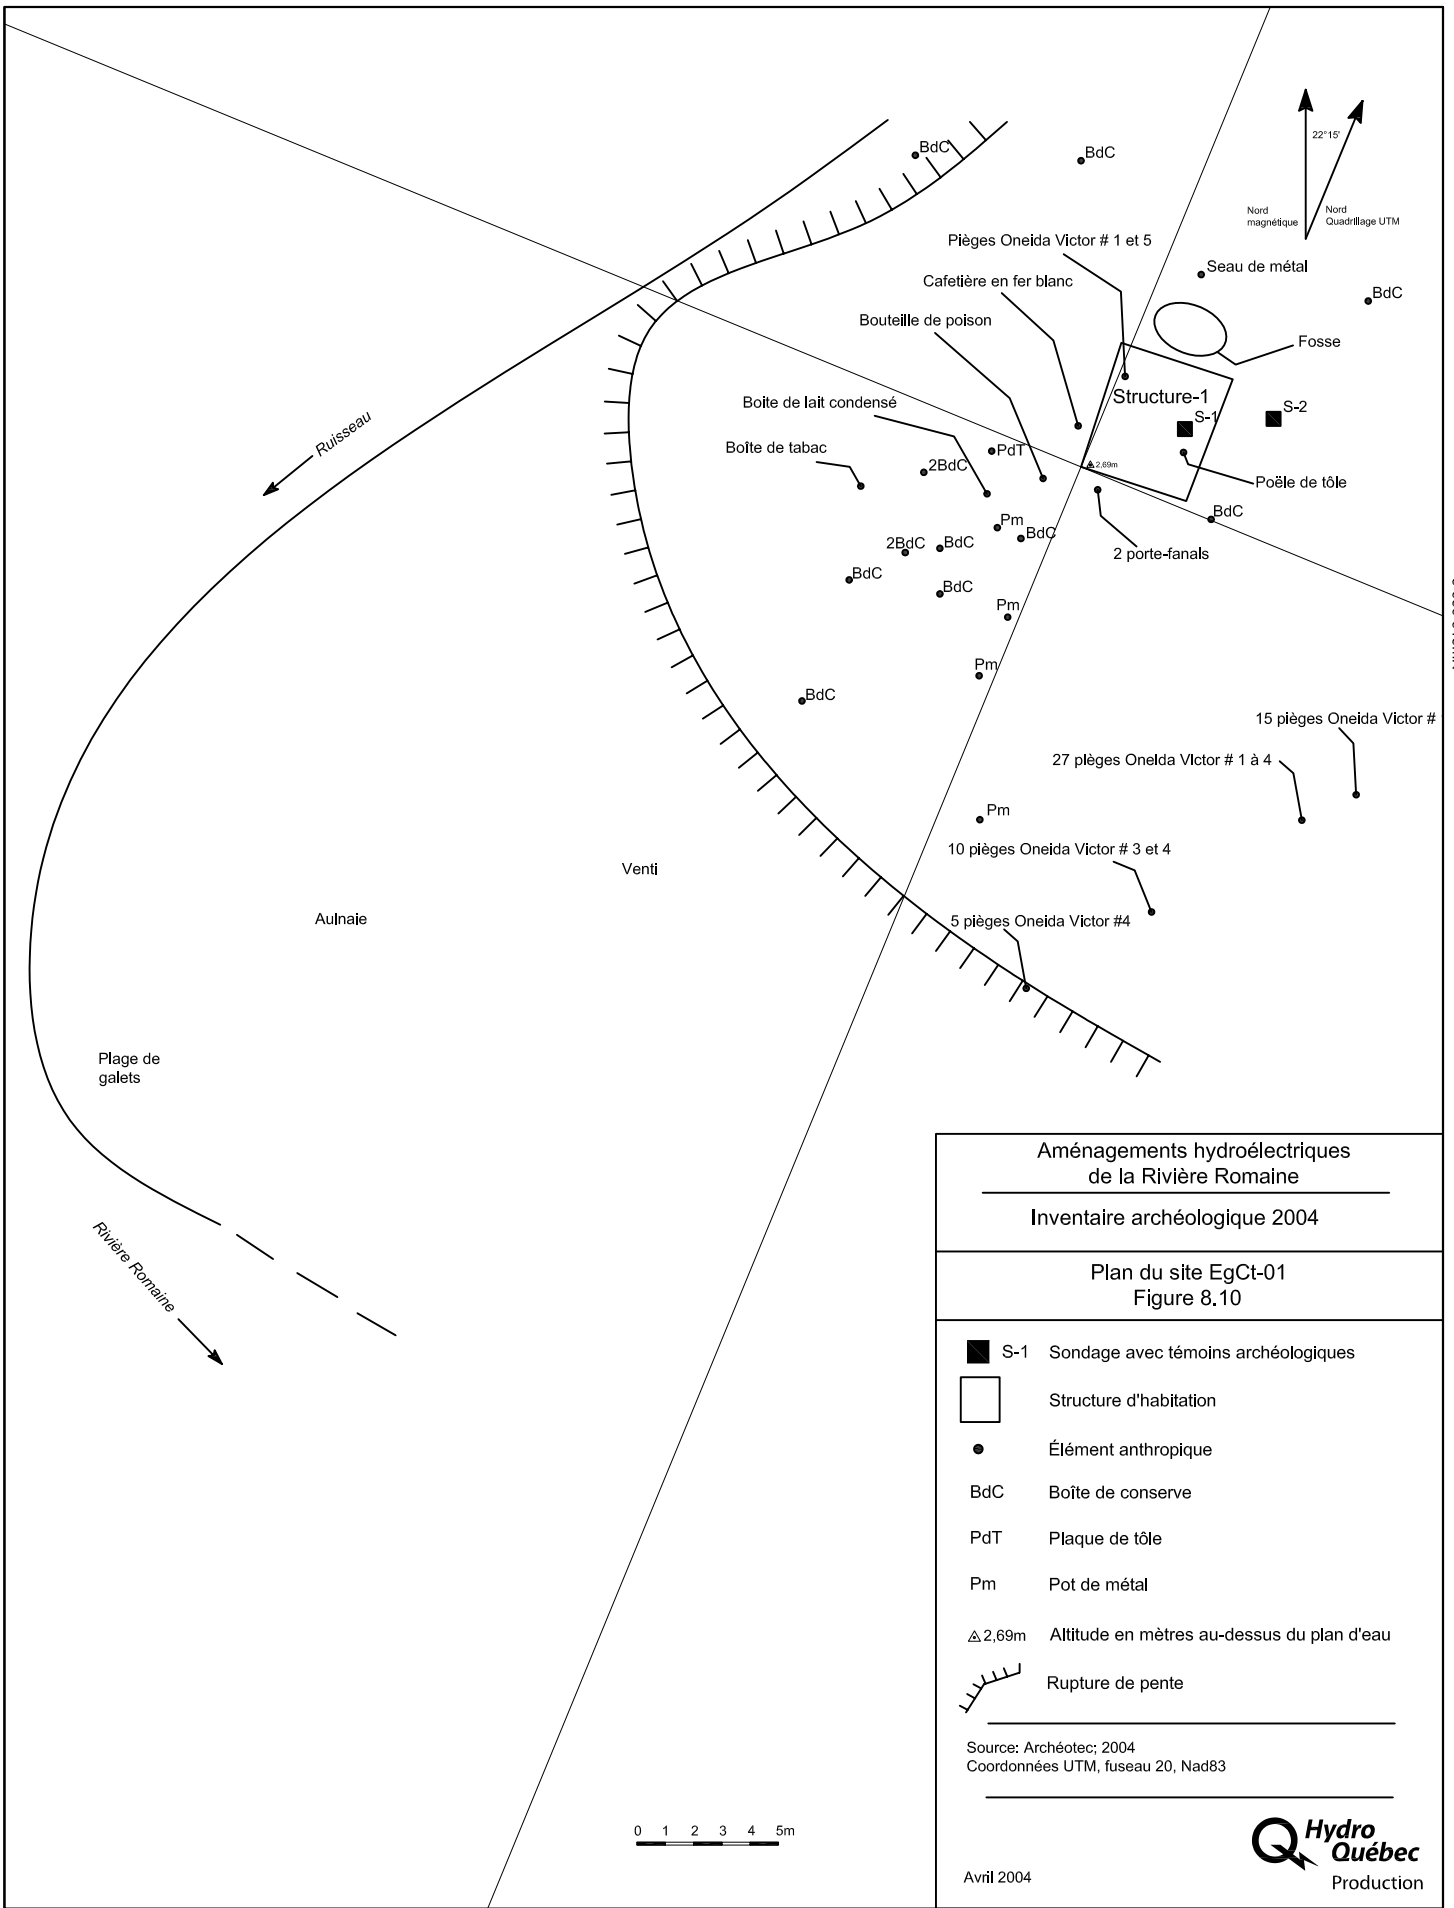 BdC
BdC
22°15'
Nord
magnétique
Nord
Quadrillage UTM
Pièges Oneida Victor # 1 et 5
Seau de métal
Cafetière en fer blanc
BdC
Bouteille de poison
Fosse
Structure-1
Boite de lait condensé
S-1
S-2
Ruisseau
Boîte de tabac
PdT
2BdC
2,69m
Poële de tôle
BdC
Pm
BdC
2BdC
BdC
2 porte-fanals
BdC
BdC
Pm
Pm
BdC
15 pièges Oneida Victor #
27 pièges Oneida Victor # 1 à 4
Pm
10 pièges Oneida Victor # 3 et 4
Venti
Aulnaie
5 pièges Oneida Victor #4
Plage de
galets
Rivière Romaine
Aménagements hydroélectriques
de la Rivière Romaine
Inventaire archéologique 2004
Plan du site EgCt-01
Figure 8.10
S-1 Sondage avec témoins archéologiques
Structure d'habitation
Élément anthropique
BdC Boîte de conserve
PdT Plaque de tôle
Pm Pot de métal
2,69m Altitude en mètres au-dessus du plan d'eau
Rupture de pente
Source: Archéotec; 2004
Coordonnées UTM, fuseau 20, Nad83
0 1 2 3 4 5m
Hydro
Québec
Production
Avril 2004